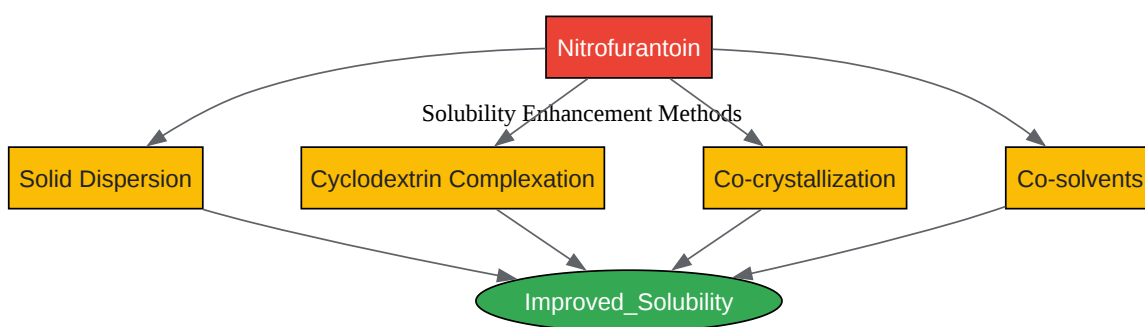 Nitrofurantoin
Solubility Enhancement Methods
Solid Dispersion
Cyclodextrin Complexation
Co-crystallization
Co-solvents
Improved_Solubility